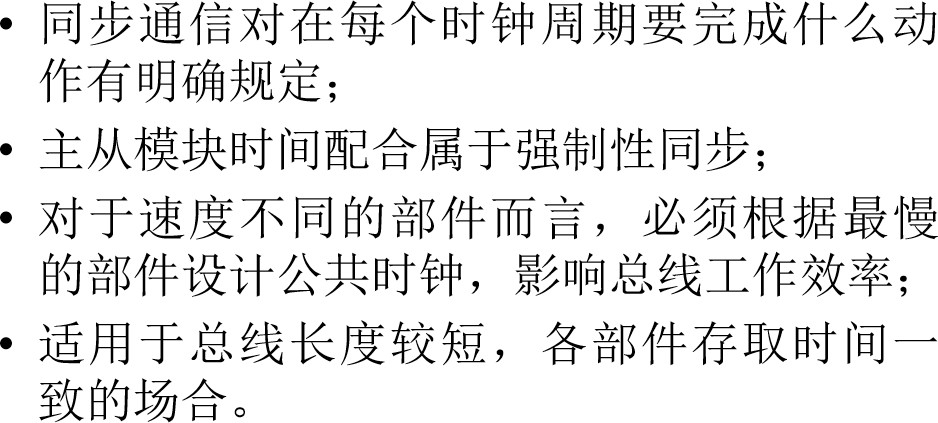 • 同步通信对在每个时钟周期要完成什么动
作有明确规定；
• 主从模块时间配合属于强制性同步；
• 对于速度不同的部件而言，必须根据最慢
的部件设计公共时钟，影响总线工作效率；
• 适用于总线长度较短，各部件存取时间一
致的场合。